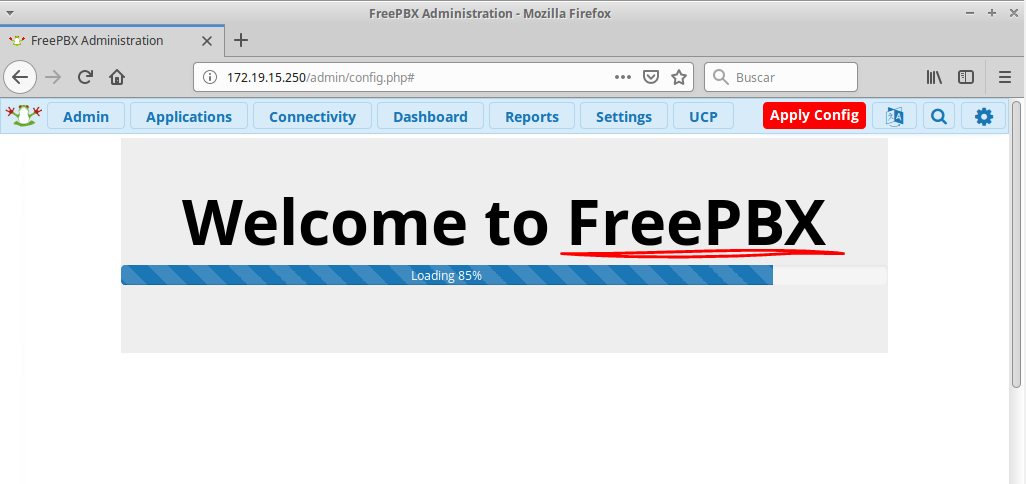 FreePBX Administration - Mozilla Firefox
FreePBX Administration
172.19.15.250/admin/config.php#
Buscar
Admin Applications Connectivity Dashboard Reports Settings UCP Apply Config
Welcome to FreePBX
Loading 85%